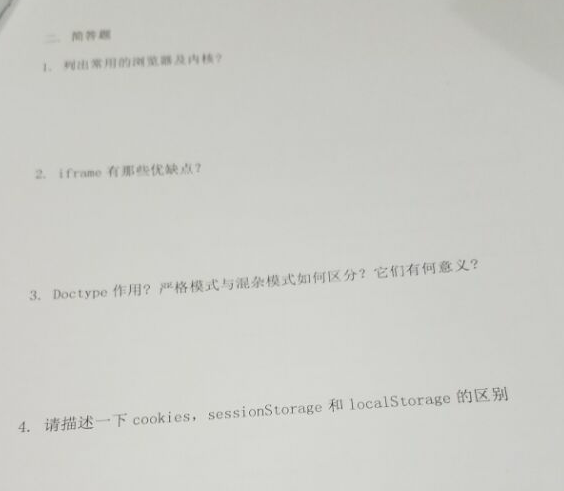 二、简答题
1. 列出常用的浏览器及内核？
2. iframe 有那些优缺点？
3. Doctype 作用？严格模式与混杂模式如何区分？它们有何意义？
4. 请描述一下 cookies，sessionStorage 和 localStorage 的区别